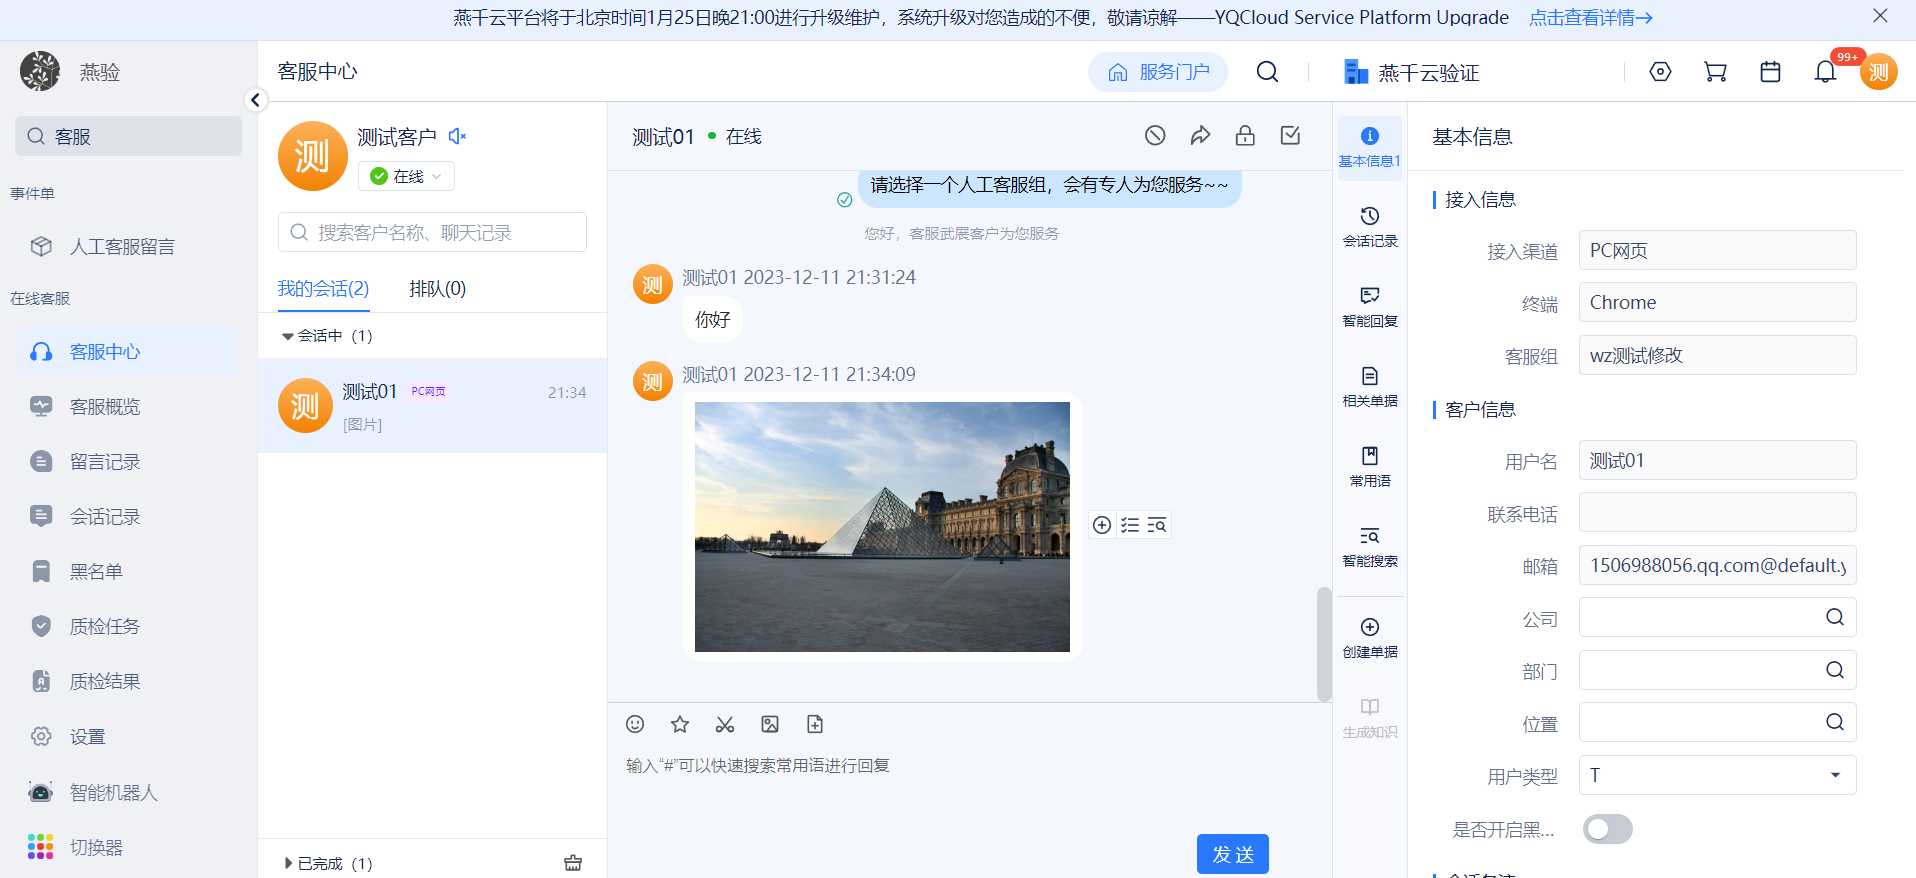 燕千云平台将于北京时间1月25日晚21:00进行升级维护，系统升级对您造成的不便，敬请谅解——YQCloud Service Platform Upgrade 点击查看详情→
燕验
客服中心
服务门户
燕千云验证
99+
测
客服
事件单
人工客服留言
在线客服
客服中心
客服概览
留言记录
会话记录
黑名单
质检任务
质检结果
设置
智能机器人
切换器
测
测试客户
在线
搜索客户名称、聊天记录
我的会话(2)
排队(0)
会话中（1）
测
测试01 PC网页 21:34
[图片]
已完成（1）
测试01 在线
请选择一个人工客服组，会有专人为您服务~~
您好，客服武展客户为您服务
测
测试01 2023-12-11 21:31:24
你好
测
测试01 2023-12-11 21:34:09
输入“#”可以快速搜索常用语进行回复
发 送
基本信息1
会话记录
智能回复
相关单据
常用语
智能搜索
创建单据
生成知识
基本信息
接入信息
接入渠道 PC网页
终端 Chrome
客服组 wz测试修改
客户信息
用户名 测试01
联系电话
邮箱 1506988056.qq.com@default.y
公司
部门
位置
用户类型 T
是否开启黑...